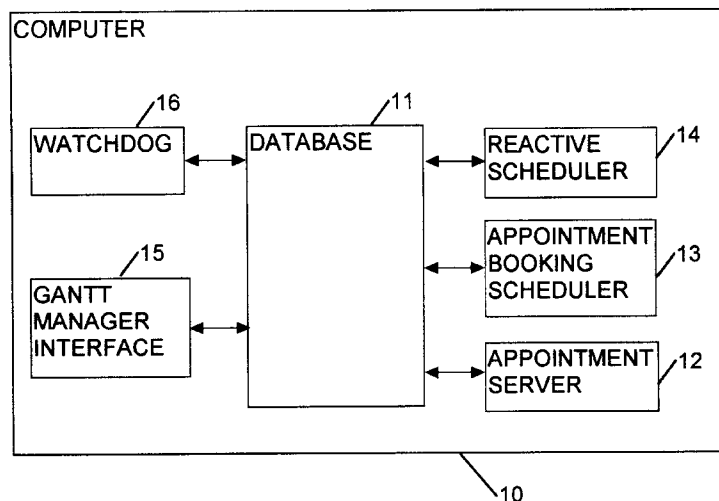 COMPUTER
16
WATCHDOG
15
GANTT
MANAGER
INTERFACE
11
DATABASE
14
REACTIVE
SCHEDULER
13
APPOINTMENT
BOOKING
SCHEDULER
12
APPOINTMENT
SERVER
10